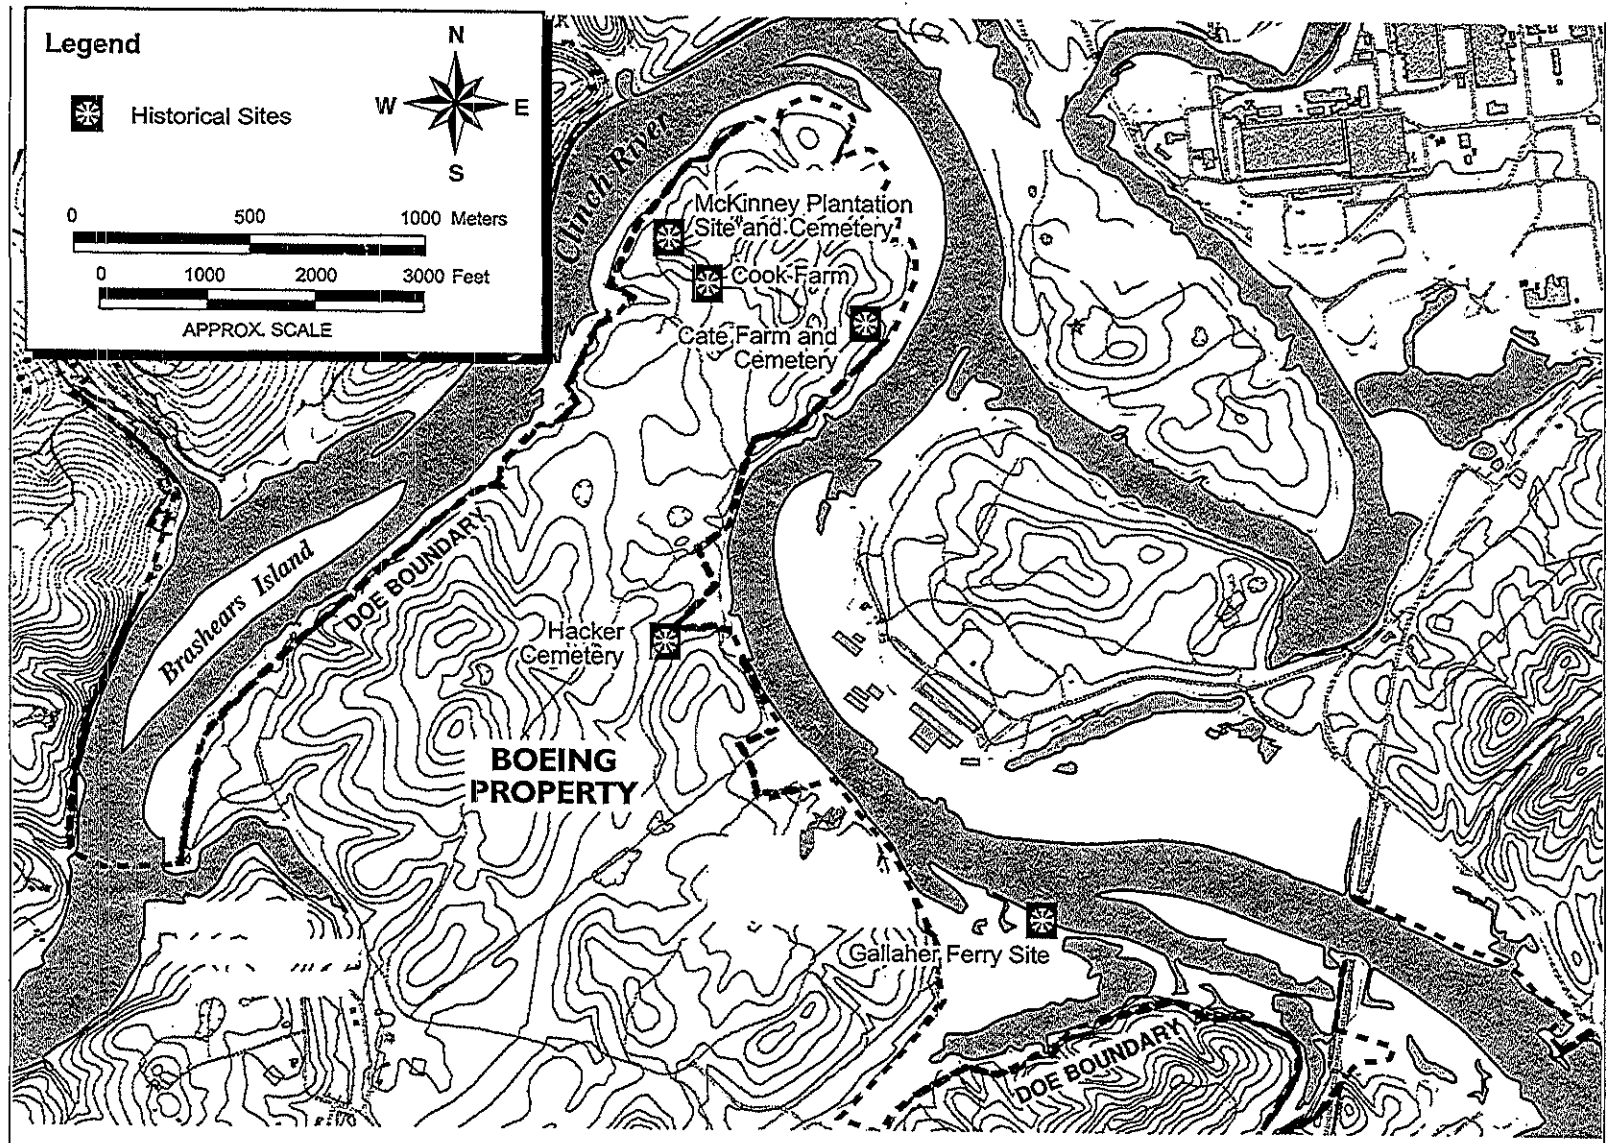 Legend
N
W
E
S
Historical Sites
0 500 1000 Meters
0 1000 2000 3000 Feet
APPROX. SCALE
Clinch River
McKinney Plantation
Site and Cemetery
Cook Farm
Cate Farm and
Cemetery
DOE BOUNDARY
Brashears Island
Hacker
Cemetery
BOEING
PROPERTY
Gallaher Ferry Site
DOE BOUNDARY